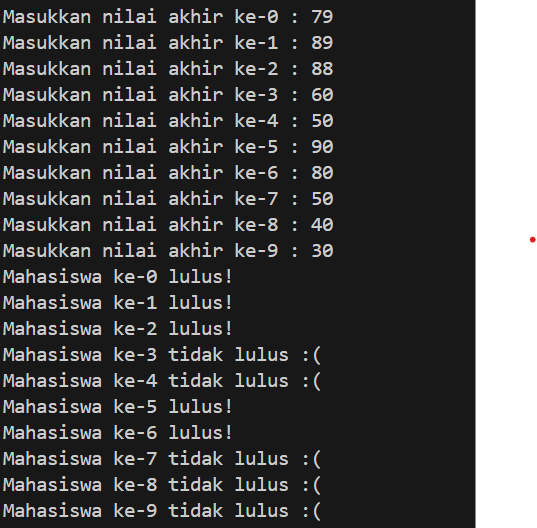 Masukkan nilai akhir ke-0 : 79
Masukkan nilai akhir ke-1 : 89
Masukkan nilai akhir ke-2 : 88
Masukkan nilai akhir ke-3 : 60
Masukkan nilai akhir ke-4 : 50
Masukkan nilai akhir ke-5 : 90
Masukkan nilai akhir ke-6 : 80
Masukkan nilai akhir ke-7 : 50
Masukkan nilai akhir ke-8 : 40
Masukkan nilai akhir ke-9 : 30
Mahasiswa ke-0 lulus!
Mahasiswa ke-1 lulus!
Mahasiswa ke-2 lulus!
Mahasiswa ke-3 tidak lulus :(
Mahasiswa ke-4 tidak lulus :(
Mahasiswa ke-5 lulus!
Mahasiswa ke-6 lulus!
Mahasiswa ke-7 tidak lulus :(
Mahasiswa ke-8 tidak lulus :(
Mahasiswa ke-9 tidak lulus :(